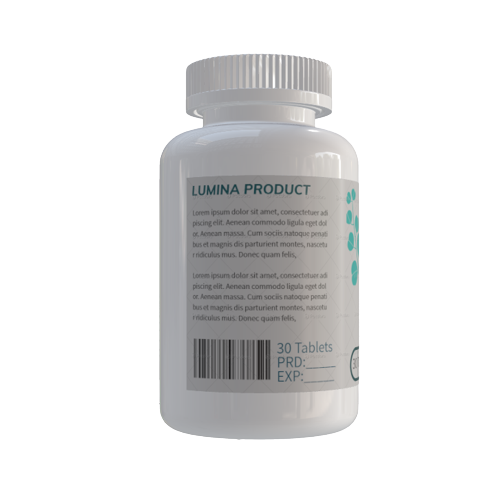 LUMINA PRODUCT
Lorem ipsum dolor sit amet, consectetuer adi
piscing elit. Aenean commodo ligula eget dol
or. Aenean massa. Cum sociis natoque penati
bus et magnis dis parturient montes, nascetu
r ridiculus mus. Donec quam felis,
Lorem ipsum dolor sit amet, consectetuer adi
piscing elit. Aenean commodo ligula eget dol
or. Aenean massa. Cum sociis natoque penati
bus et magnis dis parturient montes, nascetu
r ridiculus mus. Donec quam felis,
30 Tablets
PRD:______
EXP:______